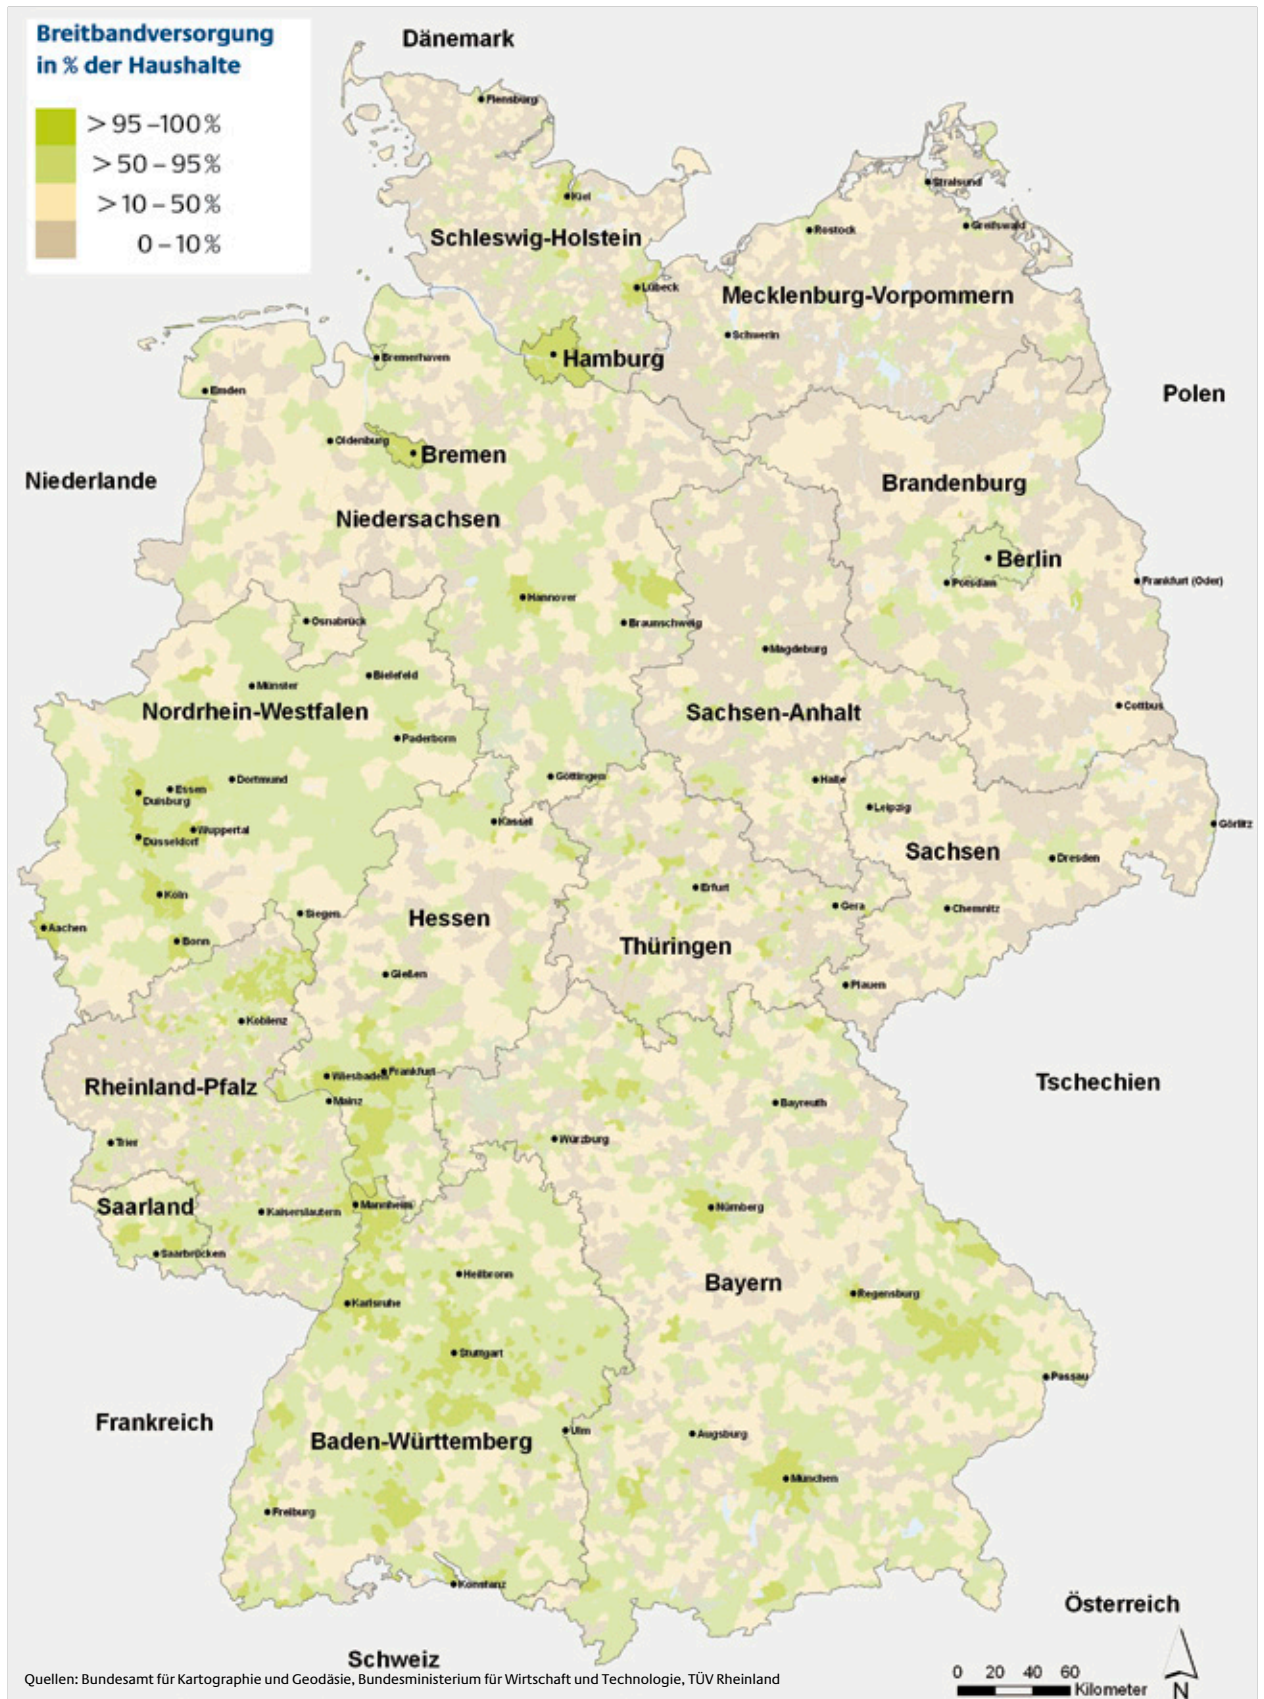 Breitbandversorgung
in % der Haushalte
> 95 – 100 %
> 50 – 95 %
> 10 – 50 %
0 – 10 %
Dänemark
Flensburg
Kiel
Stralsund
Greifswald
Rostock
Schleswig-Holstein
Lübeck
Mecklenburg-Vorpommern
Schwerin
Bremerhaven
Hamburg
Emden
Polen
Oldenburg
Bremen
Niederlande
Brandenburg
Niedersachsen
Berlin
Potsdam
Frankfurt (Oder)
Hannover
Osnabrück
Braunschweig
Magdeburg
Bielefeld
Münster
Nordrhein-Westfalen
Sachsen-Anhalt
Cottbus
Paderborn
Göttingen
Halle
Dortmund
Essen
Duisburg
Leipzig
Kassel
Görlitz
Wuppertal
Düsseldorf
Sachsen
Dresden
Erfurt
Köln
Gera
Chemnitz
Siegen
Hessen
Aachen
Bonn
Thüringen
Gießen
Plauen
Koblenz
Frankfurt
Wiesbaden
Rheinland-Pfalz
Tschechien
Mainz
Bayreuth
Trier
Würzburg
Saarland
Mannheim
Nürnberg
Kaiserslautern
Saarbrücken
Heilbronn
Bayern
Regensburg
Karlsruhe
Stuttgart
Passau
Frankreich
Ulm
Augsburg
Baden-Württemberg
München
Freiburg
Konstanz
Österreich
Schweiz
Quellen: Bundesamt für Kartographie und Geodäsie, Bundesministerium für Wirtschaft und Technologie, TÜV Rheinland
0 20 40 60
Kilometer
N